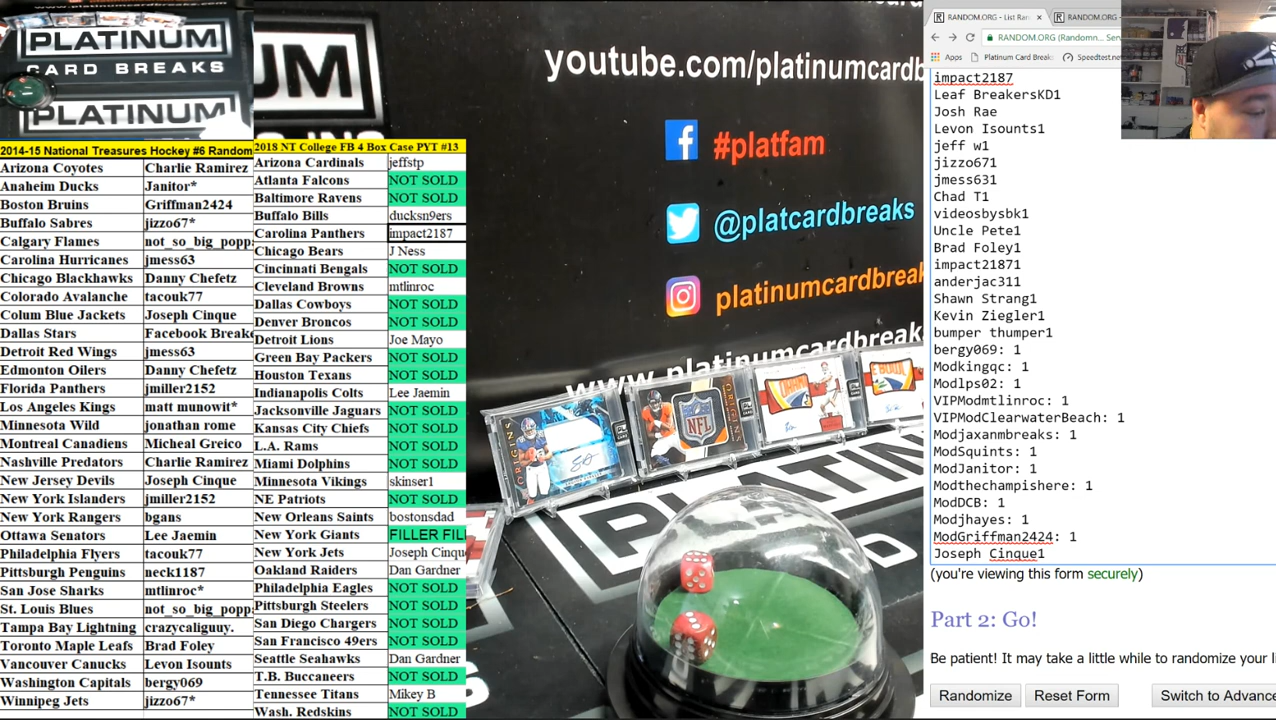 PLATINUM
CARD BREAKS
PLATINUM
2014-15 National Treasures Hockey #6 Random
Arizona Coyotes Charlie Ramirez
Anaheim Ducks Janitor*
Boston Bruins Griffman2424
Buffalo Sabres jizzo67*
Calgary Flames not_so_big_popp
Carolina Hurricanes jmess63
Chicago Blackhawks Danny Chefetz
Colorado Avalanche tacouk77
Colum Blue Jackets Joseph Cinque
Dallas Stars Facebook Breake
Detroit Red Wings jmess63
Edmonton Oilers Danny Chefetz
Florida Panthers jmiller2152
Los Angeles Kings matt munowit*
Minnesota Wild jonathan rome
Montreal Canadiens Micheal Greico
Nashville Predators Charlie Ramirez
New Jersey Devils Joseph Cinque
New York Islanders jmiller2152
New York Rangers bgans
Ottawa Senators Lee Jaemin
Philadelphia Flyers tacouk77
Pittsburgh Penguins neck1187
San Jose Sharks mtlinroc*
St. Louis Blues not_so_big_popp
Tampa Bay Lightning crazycaliguuy.
Toronto Maple Leafs Brad Foley
Vancouver Canucks Levon Isounts
Washington Capitals bergy069
Winnipeg Jets jizzo67*
UM
2018 NT College FB 4 Box Case PYT #13
Arizona Cardinals jeffstp
Atlanta Falcons NOT SOLD
Baltimore Ravens NOT SOLD
Buffalo Bills ducksn9ers
Carolina Panthers impact2187
Chicago Bears J Ness
Cincinnati Bengals NOT SOLD
Cleveland Browns mtlinroc
Dallas Cowboys NOT SOLD
Denver Broncos NOT SOLD
Detroit Lions Joe Mayo
Green Bay Packers NOT SOLD
Houston Texans NOT SOLD
Indianapolis Colts Lee Jaemin
Jacksonville Jaguars NOT SOLD
Kansas City Chiefs NOT SOLD
L.A. Rams NOT SOLD
Miami Dolphins NOT SOLD
Minnesota Vikings skinser1
NE Patriots NOT SOLD
New Orleans Saints bostonsdad
New York Giants FILLER FIL
New York Jets Joseph Cinqu
Oakland Raiders Dan Gardner
Philadelphia Eagles NOT SOLD
Pittsburgh Steelers NOT SOLD
San Diego Chargers NOT SOLD
San Francisco 49ers NOT SOLD
Seattle Seahawks Dan Gardner
T.B. Buccaneers NOT SOLD
Tennessee Titans Mikey B
Wash. Redskins NOT SOLD
youtube.com/platinumcardb
#platfam
@platcardbreaks
platinumcardbreak
www.platinumcardbreaks
ORIGINS
NFL
ORIGINS
PLATINUM
RANDOM.ORG - List Ran
RANDOM.ORG -
RANDOM.ORG (Randomn... Se
Apps Platinum Card Break Speedtest.ne
impact2187
Leaf BreakersKD1
Josh Rae
Levon Isounts1
jeff w1
jizzo671
jmess631
Chad T1
videosbysbk1
Uncle Pete1
Brad Foley1
impact21871
anderjac311
Shawn Strang1
Kevin Ziegler1
bumper thumper1
bergy069: 1
Modkingqc: 1
Modlps02: 1
VIPModmtlinroc: 1
VIPModClearwaterBeach: 1
Modjaxanmbreaks: 1
ModSquints: 1
ModJanitor: 1
Modthechampishere: 1
ModDCB: 1
Modjhayes: 1
ModGriffman2424: 1
Joseph Cinque1
(you're viewing this form securely)
Part 2: Go!
Be patient! It may take a little while to randomize your li
Randomize Reset Form Switch to Advance